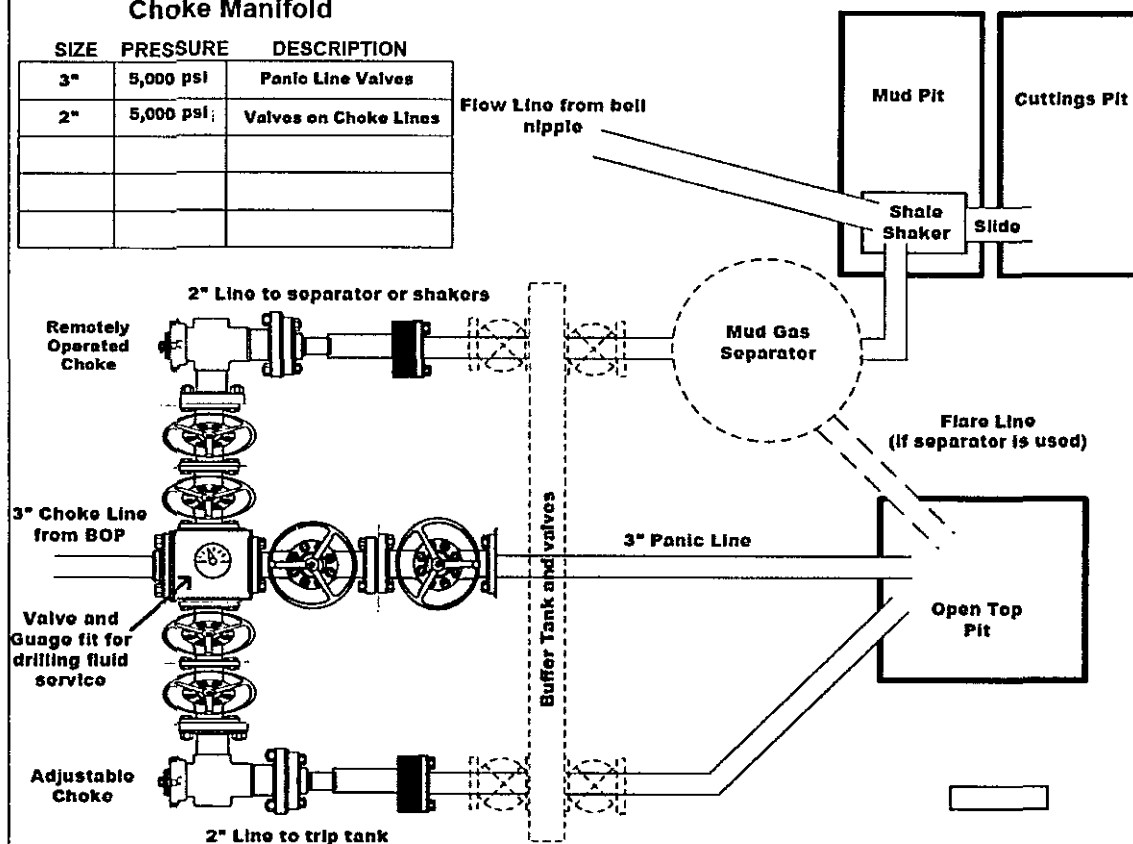 Choke Manifold
SIZE PRESSURE DESCRIPTION
3" 5,000 psi Panic Line Valves
2" 5,000 psi Valves on Choke Lines
Flow Line from bell
nipple
Mud Pit
Cuttings Pit
Shale
Shaker
Slide
2" Line to separator or shakers
Remotely
Operated
Choke
Mud Gas
Separator
Flare Line
(if separator is used)
3" Choke Line
from BOP
Buffer Tank and valves
3" Panic Line
Open Top
Pit
Valve and
Guage fit for
drilling fluid
service
Adjustable
Choke
2" Line to trip tank